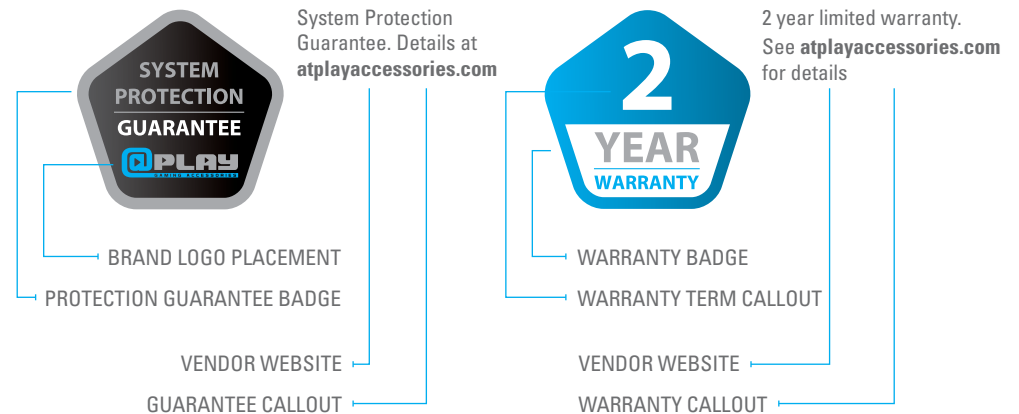 System Protection
Guarantee. Details at
atplayaccessories.com
SYSTEM
PROTECTION
GUARANTEE
@PLAY
GAMING ACCESSORIES
BRAND LOGO PLACEMENT
PROTECTION GUARANTEE BADGE
VENDOR WEBSITE
GUARANTEE CALLOUT
2 year limited warranty.
See atplayaccessories.com
for details
2
YEAR
WARRANTY
WARRANTY BADGE
WARRANTY TERM CALLOUT
VENDOR WEBSITE
WARRANTY CALLOUT